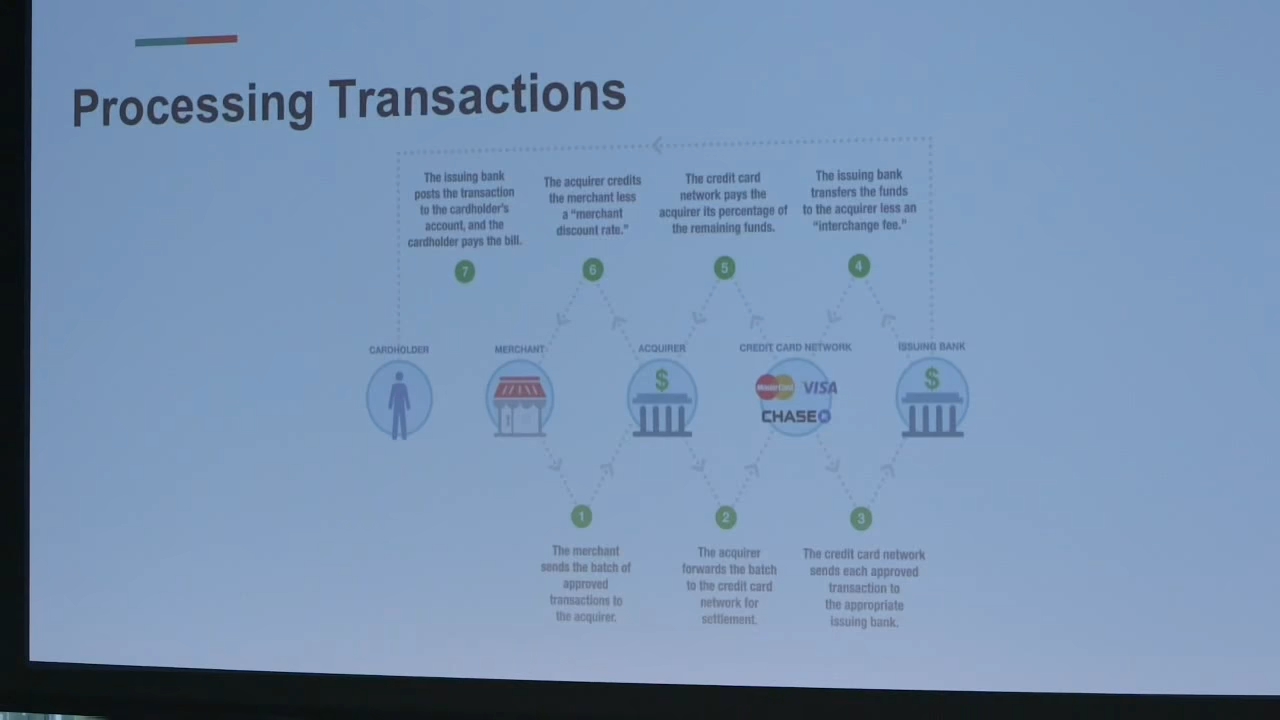 Processing Transactions
The issuing bank
posts the transaction
to the cardholder's
account, and the
cardholder pays the bill.
7
The acquirer credits
the merchant less
a "merchant
discount rate."
6
The credit card
network pays the
acquirer its percentage of
the remaining funds.
5
The issuing bank
transfers the funds
to the acquirer less an
"interchange fee."
4
CARDHOLDER
MERCHANT
ACQUIRER
CREDIT CARD NETWORK
ISSUING BANK
$
MasterCard
VISA
CHASE
$
1
The merchant
sends the batch of
approved
transactions to
the acquirer.
2
The acquirer
forwards the batch
to the credit card
network for
settlement.
3
The credit card network
sends each approved
transaction to
the appropriate
issuing bank.